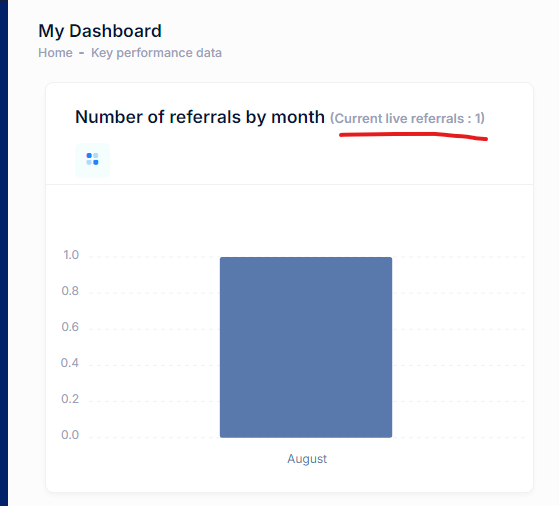 My Dashboard
Home - Key performance data
Number of referrals by month (Current live referrals : 1)
1.0
0.8
0.6
0.4
0.2
0.0
August